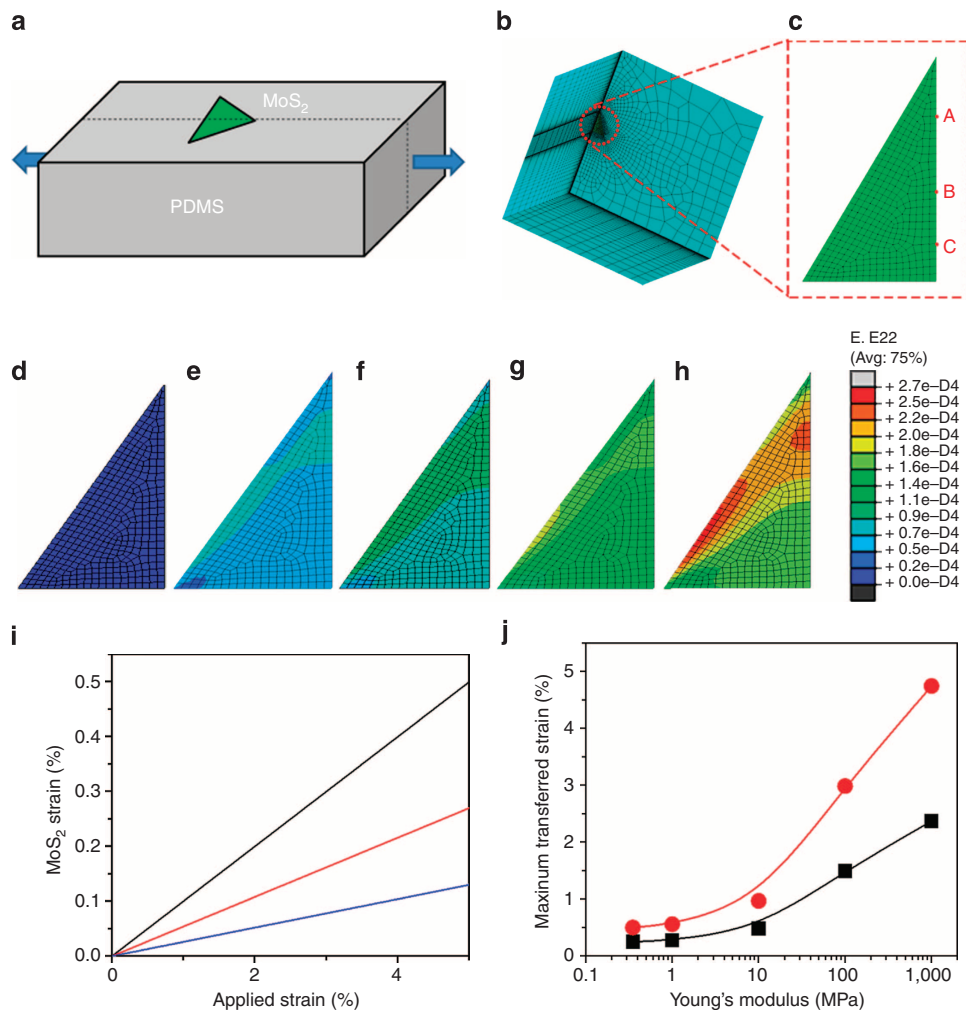 a
MoS2
PDMS
b
c
A
B
C
d
e
f
g
h
E. E22
(Avg: 75%)
+ 2.7e–D4
+ 2.5e–D4
+ 2.2e–D4
+ 2.0e–D4
+ 1.8e–D4
+ 1.6e–D4
+ 1.4e–D4
+ 1.1e–D4
+ 0.9e–D4
+ 0.7e–D4
+ 0.5e–D4
+ 0.2e–D4
+ 0.0e–D4
i
MoS2 strain (%)
0.5
0.4
0.3
0.2
0.1
0.0
0
2
4
Applied strain (%)
j
Maxinum transferred strain (%)
5
4
3
2
1
0
0.1
1
10
100
1,000
Young's modulus (MPa)